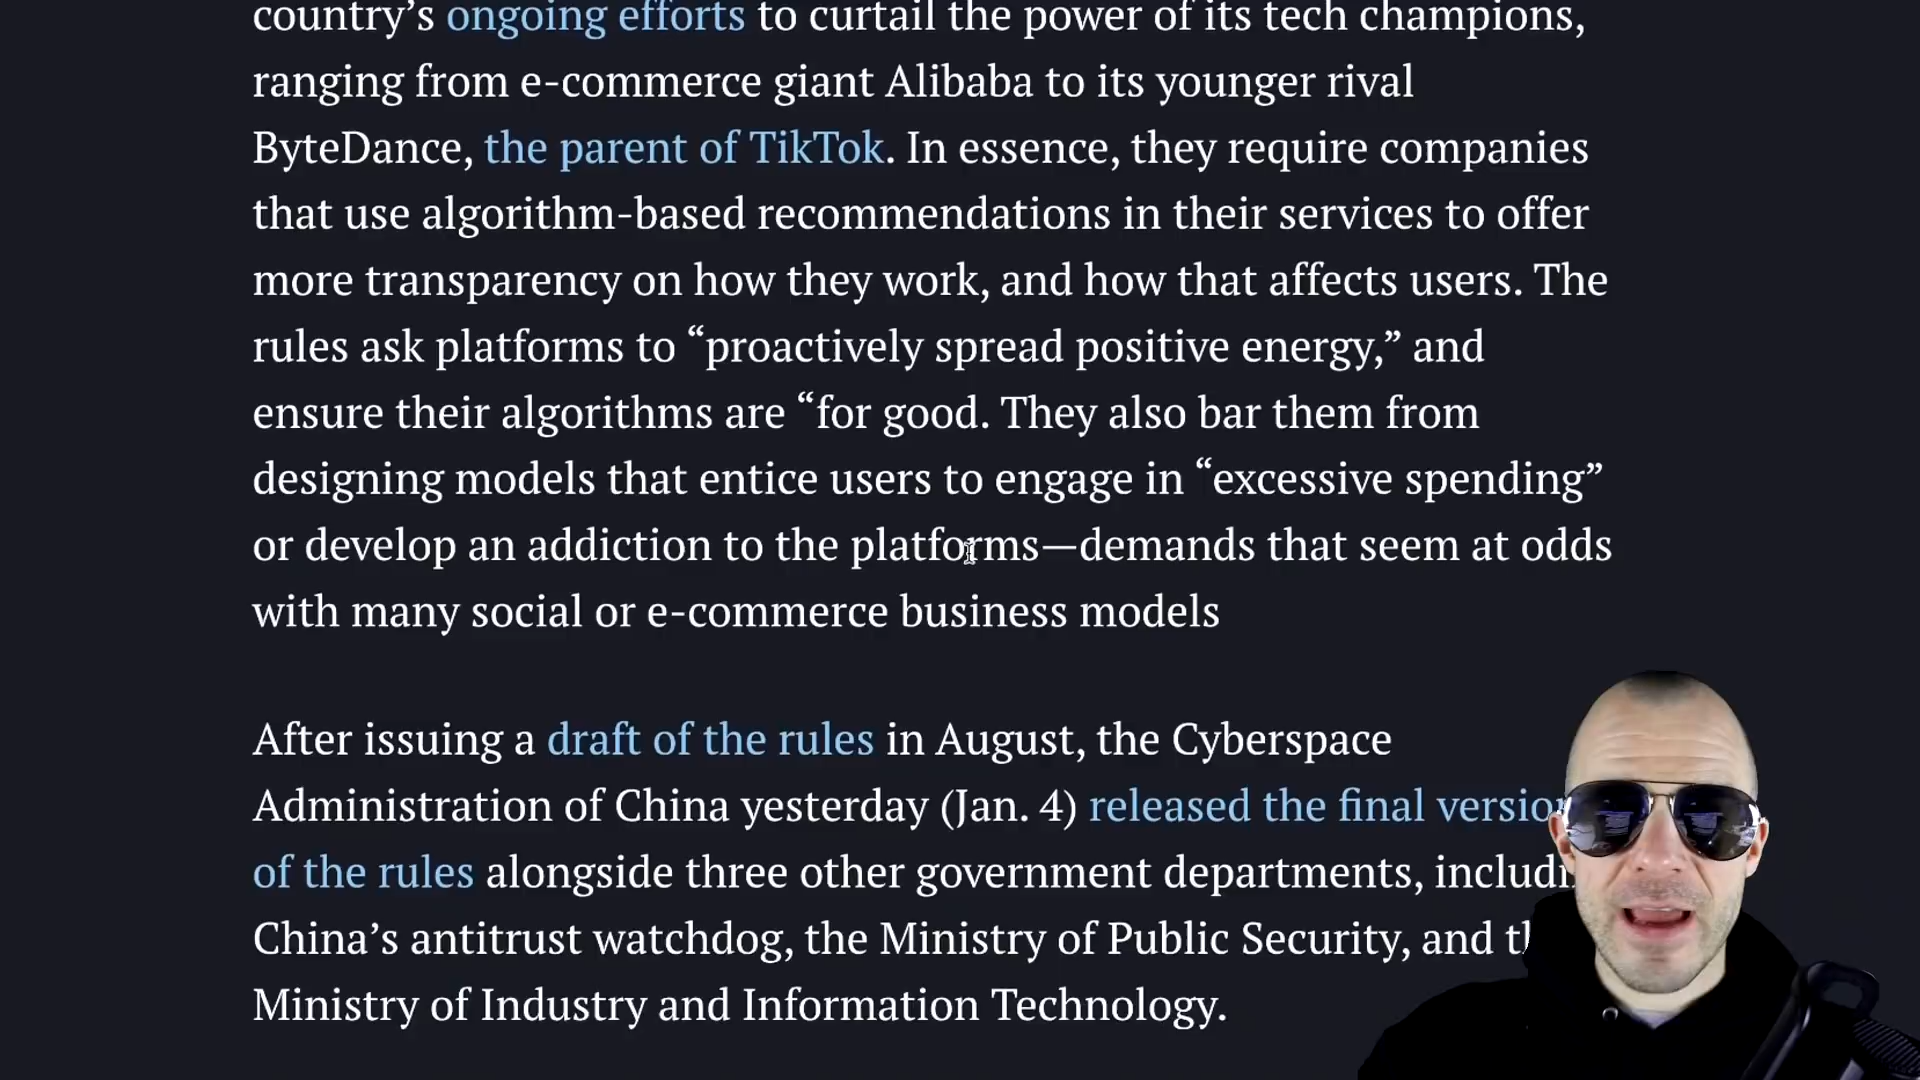 country’s ongoing efforts to curtail the power of its tech champions,
ranging from e-commerce giant Alibaba to its younger rival
ByteDance, the parent of TikTok. In essence, they require companies
that use algorithm-based recommendations in their services to offer
more transparency on how they work, and how that affects users. The
rules ask platforms to “proactively spread positive energy,” and
ensure their algorithms are “for good. They also bar them from
designing models that entice users to engage in “excessive spending”
or develop an addiction to the platforms—demands that seem at odds
with many social or e-commerce business models
After issuing a draft of the rules in August, the Cyberspace
Administration of China yesterday (Jan. 4) released the final
of the rules alongside three other government departments,
China’s antitrust watchdog, the Ministry of Public Security, and
Ministry of Industry and Information Technology.